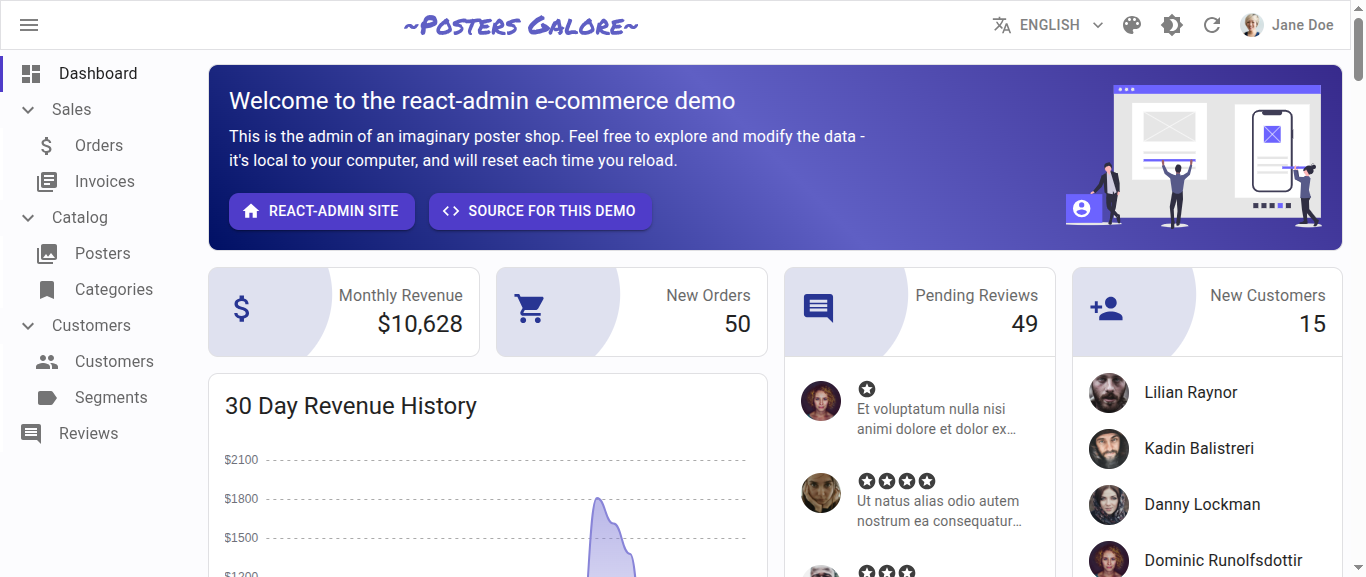 ~Posters Galore~
ENGLISH
Jane Doe
Dashboard
Sales
Orders
Invoices
Catalog
Posters
Categories
Customers
Customers
Segments
Reviews
Welcome to the react-admin e-commerce demo
This is the admin of an imaginary poster shop. Feel free to explore and modify the data -
it's local to your computer, and will reset each time you reload.
REACT-ADMIN SITE
SOURCE FOR THIS DEMO
Monthly Revenue
$10,628
New Orders
50
Pending Reviews
49
New Customers
15
30 Day Revenue History
$2100
$1800
$1500
$1200
Et voluptatum nulla nisi
animi dolore et dolor ex…
Ut natus alias odio autem
nostrum ea consequatur…
Lilian Raynor
Kadin Balistreri
Danny Lockman
Dominic Runolfsdottir